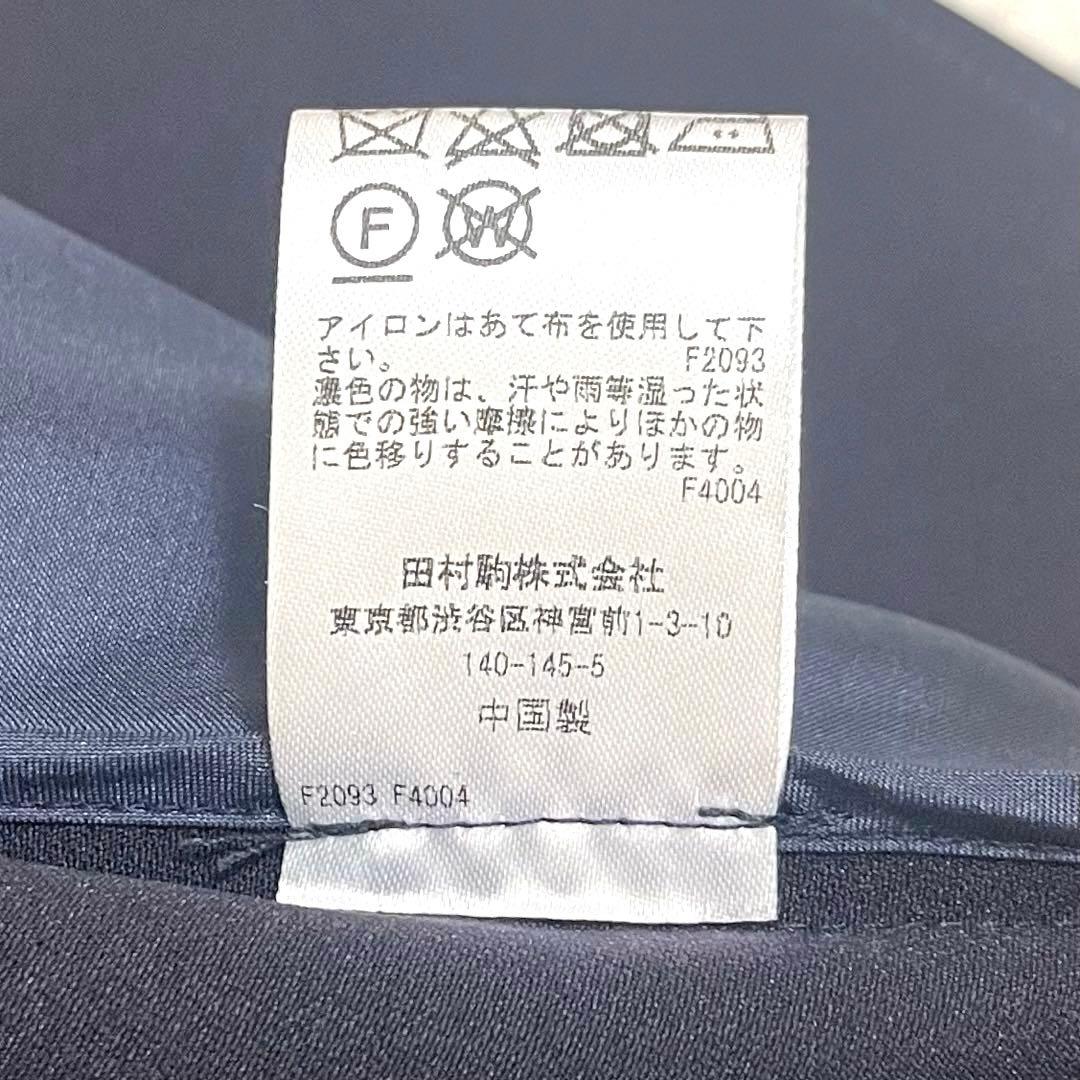 F
W
アイロンはあて布を使用して下
さい。 F2093
濃色の物は、汗や雨等湿った状
態での強い摩擦によりほかの物
に色移りすることがあります。
F4004
田村駒株式会社
東京都渋谷区神宮前1-3-10
140-145-5
中国製
F2093 F4004